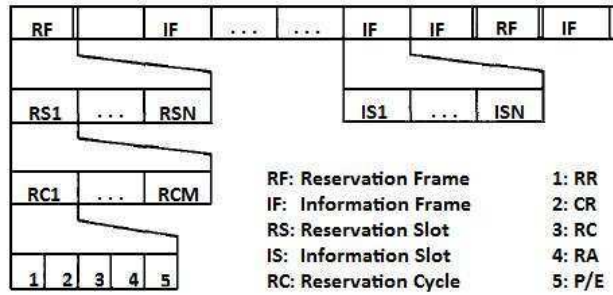 RF IF . . . . . . IF IF RF IF
RS1 . . . RSN IS1 . . . ISN
RC1 . . . RCM
1 2 3 4 5
RF: Reservation Frame 1: RR
IF: Information Frame 2: CR
RS: Reservation Slot 3: RC
IS: Information Slot 4: RA
RC: Reservation Cycle 5: P/E